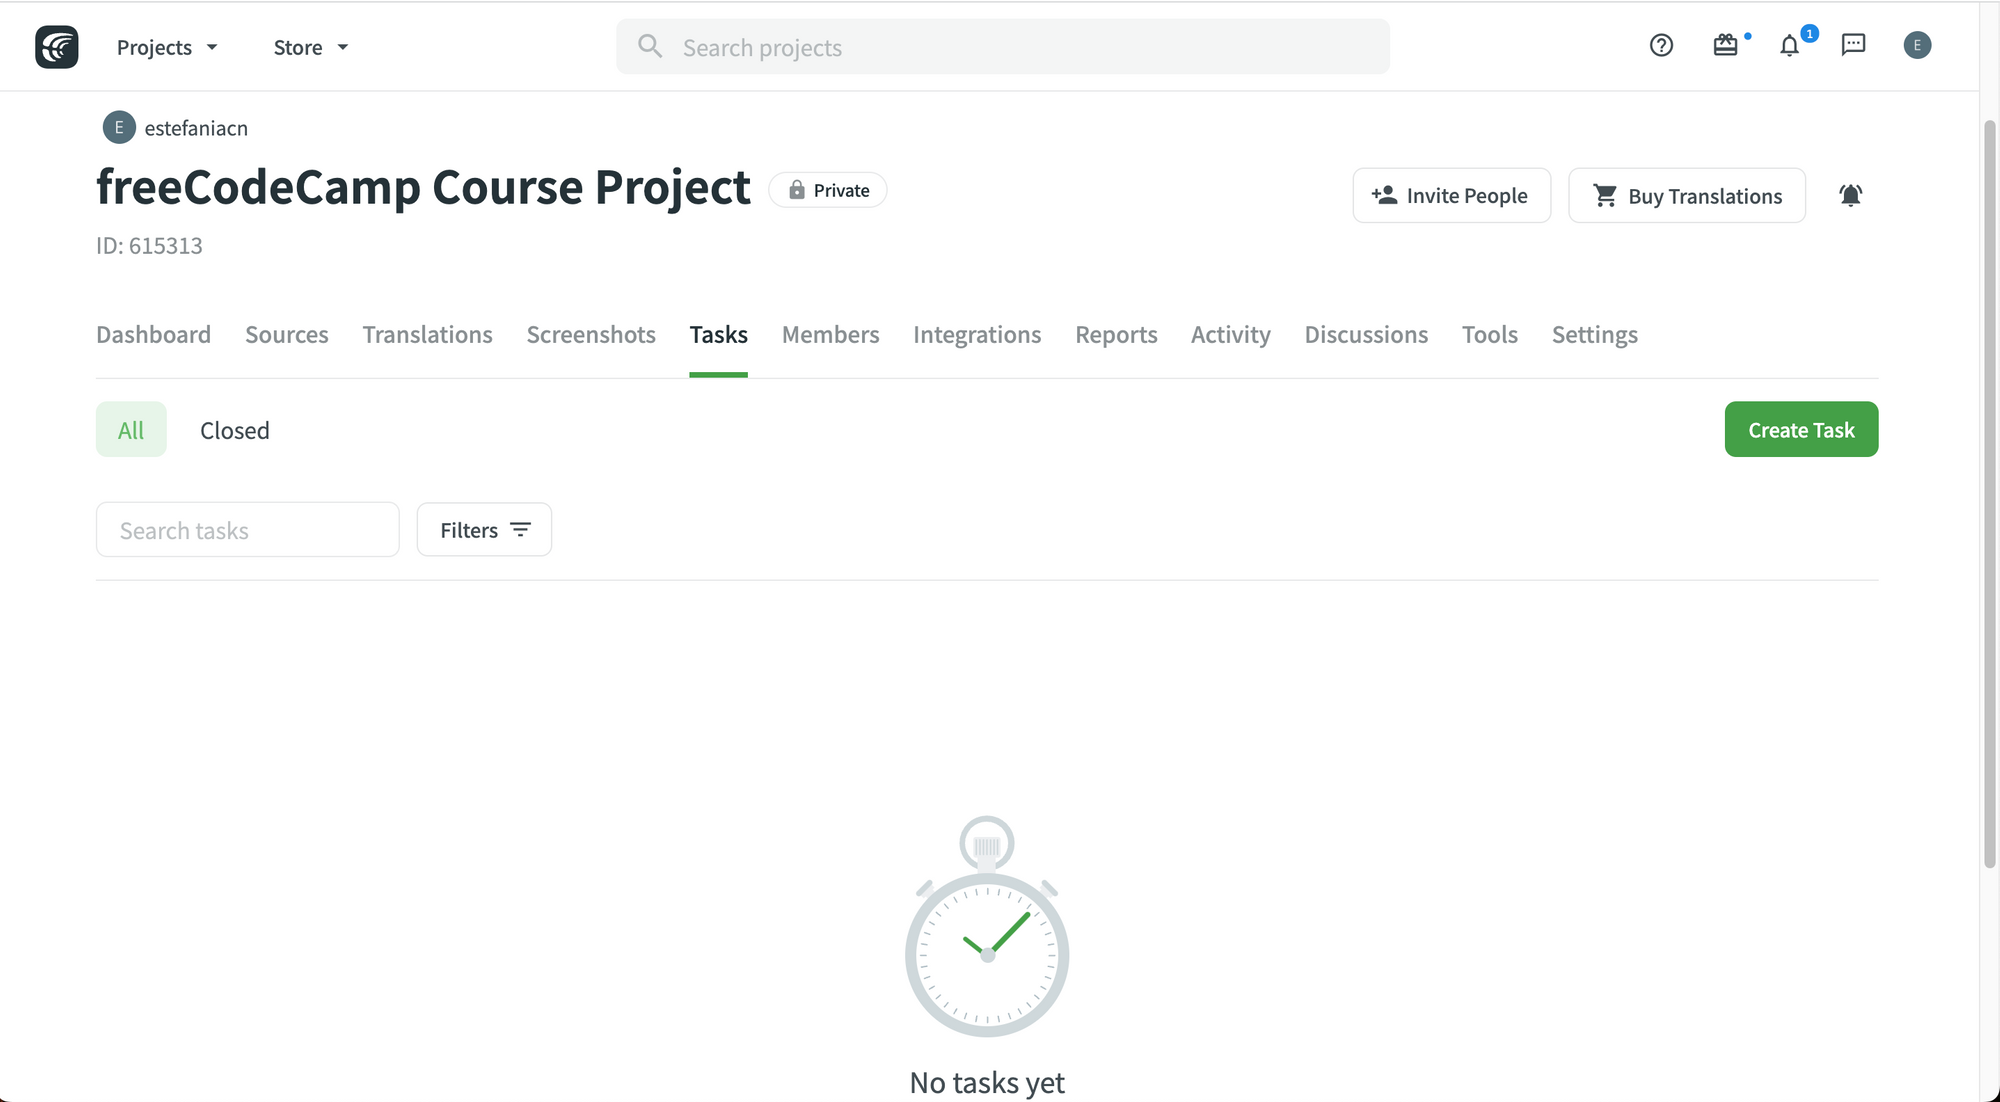 Projects Store Search projects 1 E
E estefaniacn
freeCodeCamp Course Project Private Invite People Buy Translations
ID: 615313
Dashboard Sources Translations Screenshots Tasks Members Integrations Reports Activity Discussions Tools Settings
All Closed Create Task
Search tasks Filters
No tasks yet